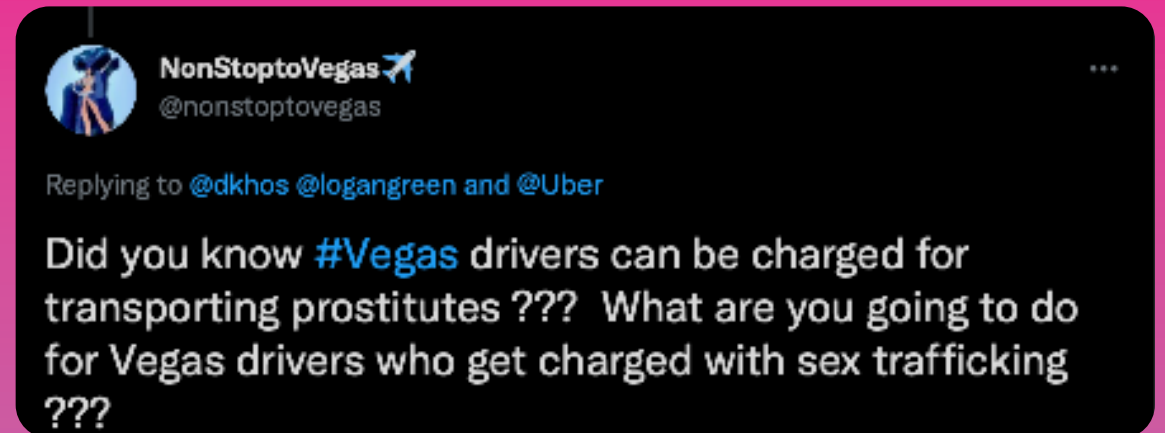 NonStoptoVegas✈️
@nonstoptovegas
Replying to @dkhos @logangreen and @Uber
Did you know #Vegas drivers can be charged for
transporting prostitutes ???  What are you going to do
for Vegas drivers who get charged with sex trafficking
???